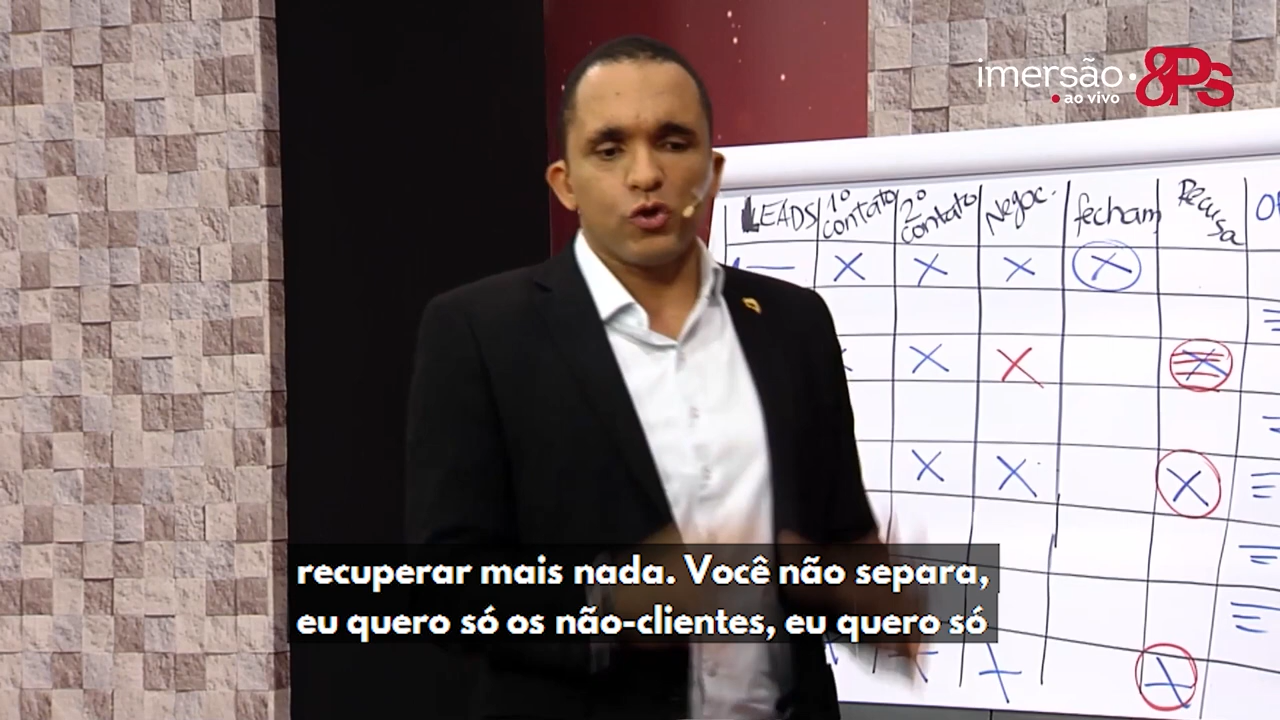 imersão
ao vivo
8Ps
LEADS
1º
contato
2º
contato
Negoc.
fecham
Recusa
recuperar mais nada. Você não separa,
eu quero só os não-clientes, eu quero só